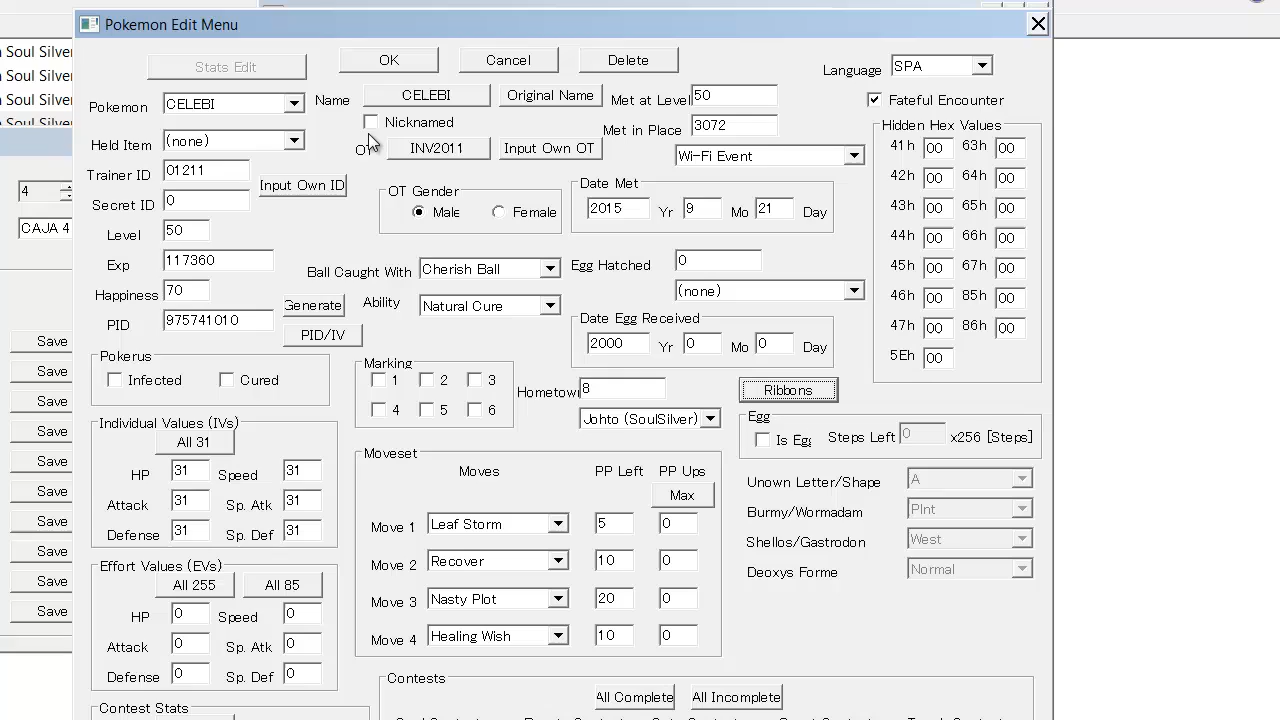 Pokemon Edit Menu
Soul Silver
Soul Silver
Soul Silver
4
CAJA 4
Save
Save
Save
Save
Save
Save
Save
Save
Save
Save
Stats Edit
OK
Cancel
Delete
Language SPA
Pokemon CELEBI
Name CELEBI Original Name
Met at Level 50
Fateful Encounter
Nicknamed
Met in Place 3072
Held Item (none)
INV2011 Input Own OT
Wi-Fi Event
Trainer ID 01211
Input Own ID
Secret ID 0
OT Gender
Male Female
Date Met
2015 Yr 9 Mo 21 Day
Level 50
Exp 117360
Ball Caught With Cherish Ball
Egg Hatched 0
(none)
Happiness 70
Generate
Ability Natural Cure
PID 975741010
PID/IV
Date Egg Received
2000 Yr 0 Mo 0 Day
Hidden Hex Values
41h 00 63h 00
42h 00 64h 00
43h 00 65h 00
44h 00 66h 00
45h 00 67h 00
46h 00 85h 00
47h 00 86h 00
5Eh 00
Pokerus
Infected Cured
Marking
1 2 3
4 5 6
Hometown 8
Johto (SoulSilver)
Ribbons
Egg
Steps Left 0 x256 [Steps]
Individual Values (IVs)
All 31
HP 31 Speed 31
Attack 31 Sp. Atk 31
Defense 31 Sp. Def 31
Moveset
Moves PP Left PP Ups
Max
Move 1 Leaf Storm 5 0
Move 2 Recover 10 0
Move 3 Nasty Plot 20 0
Move 4 Healing Wish 10 0
Unown Letter/Shape A
Burmy/Wormadam Plnt
Shellos/Gastrodon West
Deoxys Forme Normal
Effort Values (EVs)
All 255 All 85
HP 0 Speed 0
Attack 0 Sp. Atk 0
Defense 0 Sp. Def 0
Contest Stats
Contests
All Complete All Incomplete